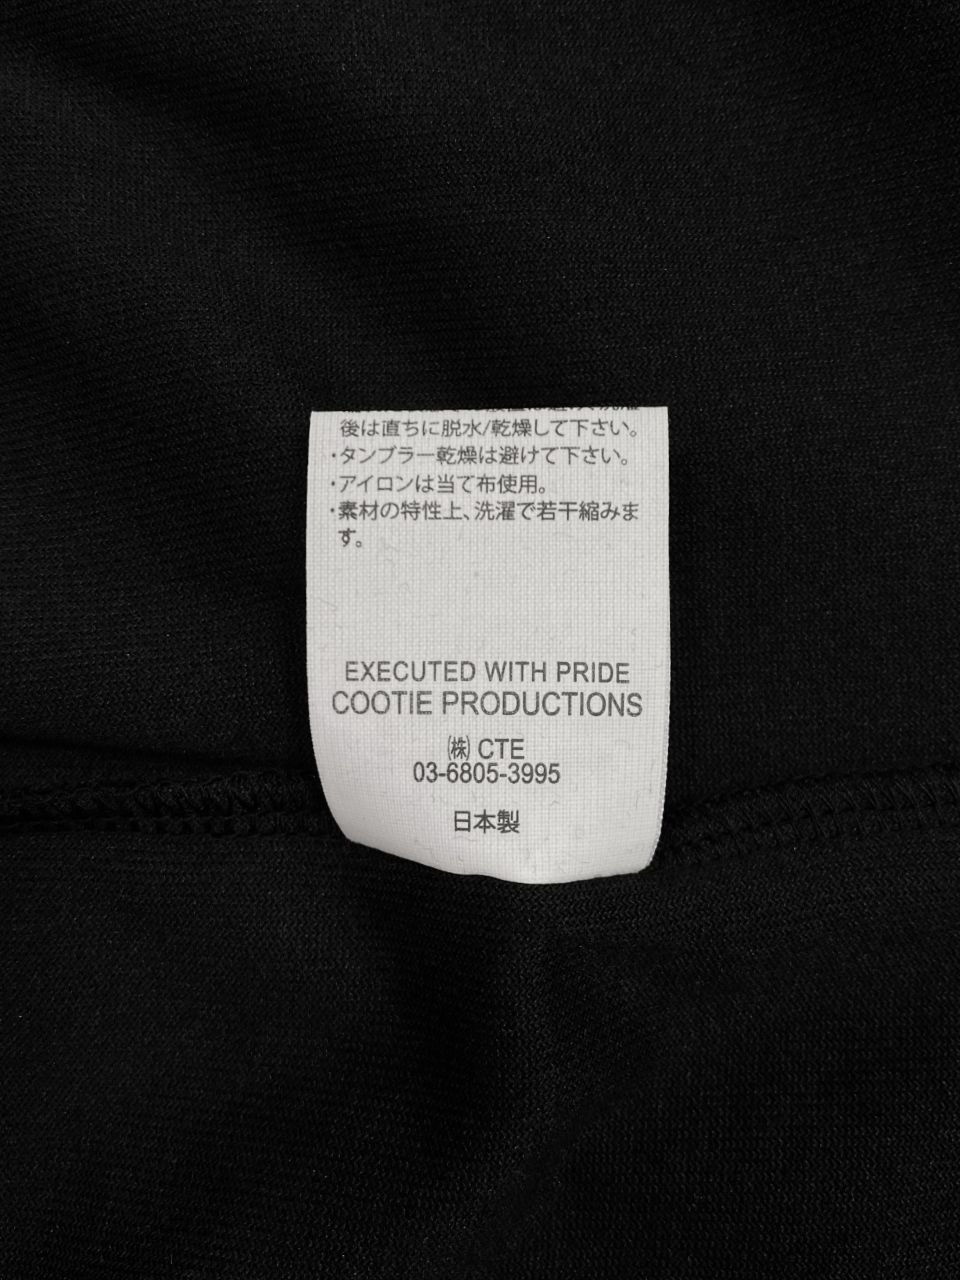 後は直ちに脱水/乾燥して下さい。
・タンブラー乾燥は避けて下さい。
・アイロンは当て布使用。
・素材の特性上、洗濯で若干縮みま
す。
EXECUTED WITH PRIDE
COOTIE PRODUCTIONS
㈱ CTE
03-6805-3995
日本製